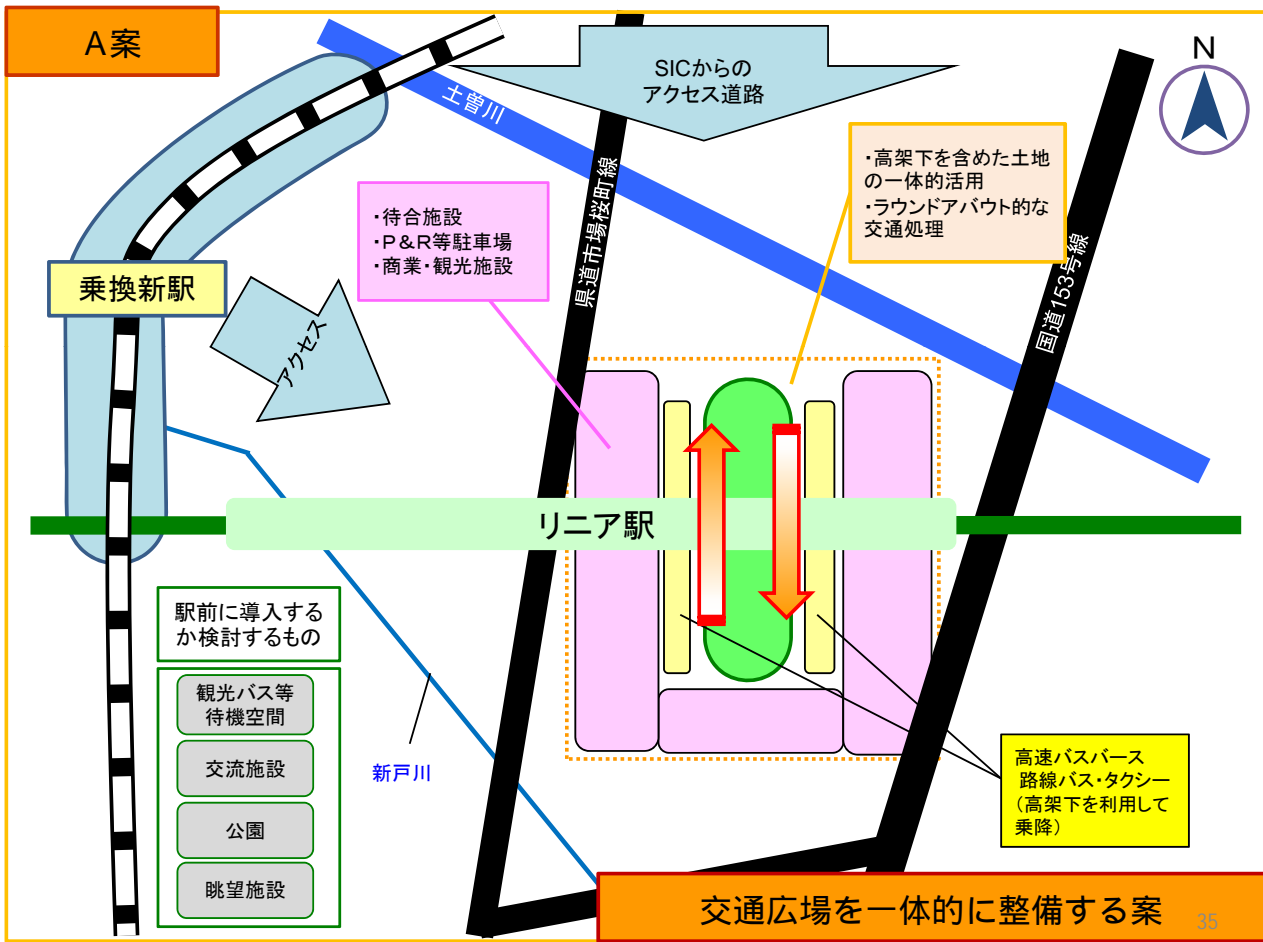 A案
SICからの
アクセス道路
N
土曽川
・高架下を含めた土地
の一体的活用
・ラウンドアバウト的な
交通処理
・待合施設
・P&R等駐車場
・商業・観光施設
県道市場桜町線
国道153号線
乗換新駅
アクセス
リニア駅
駅前に導入する
か検討するもの
観光バス等
待機空間
交流施設
公園
眺望施設
新戸川
高速バスバース
路線バス・タクシー
(高架下を利用して
乗降)
交通広場を一体的に整備する案
35